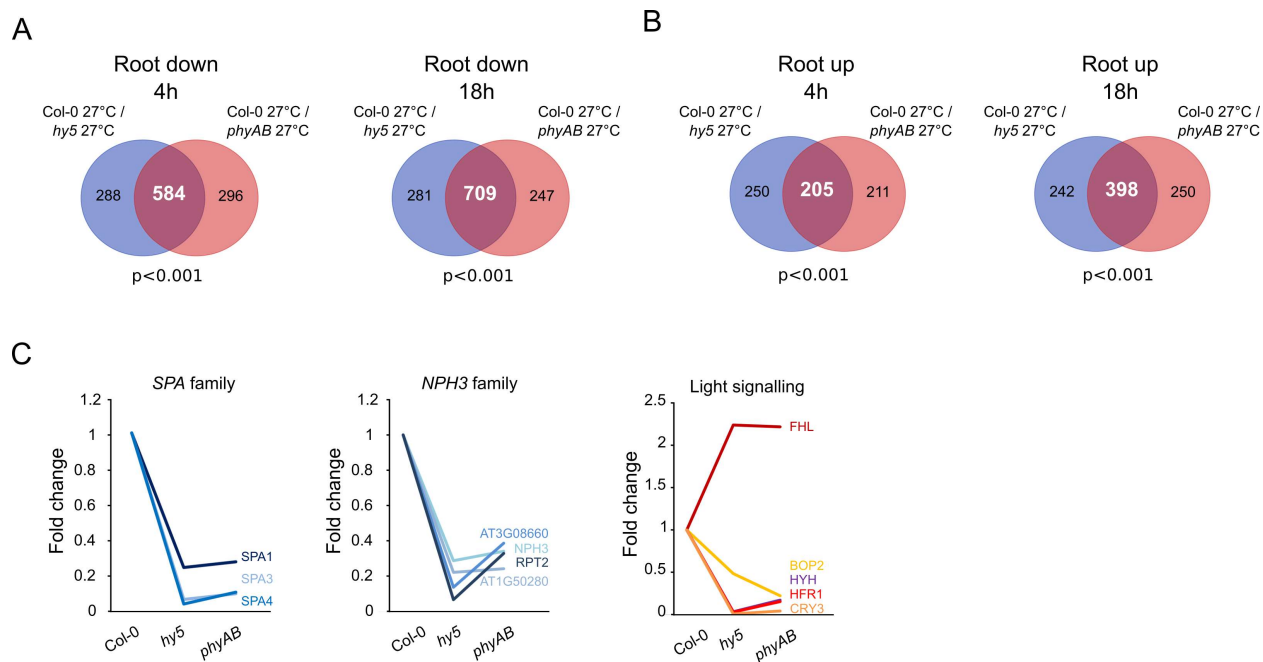 A
Root down
4h
Col-0 27°C /
hy5 27°C
Col-0 27°C /
phyAB 27°C
288
584
296
p<0.001
Root down
18h
Col-0 27°C /
hy5 27°C
Col-0 27°C /
phyAB 27°C
281
709
247
p<0.001
B
Root up
4h
Col-0 27°C /
hy5 27°C
Col-0 27°C /
phyAB 27°C
250
205
211
p<0.001
Root up
18h
Col-0 27°C /
hy5 27°C
Col-0 27°C /
phyAB 27°C
242
398
250
p<0.001
C
SPA family
Fold change
1.2
1
0.8
0.6
0.4
0.2
0
SPA1
SPA3
SPA4
Col-0
hy5
phyAB
NPH3 family
Fold change
1.2
1
0.8
0.6
0.4
0.2
0
AT3G08660
NPH3
RPT2
AT1G50280
Col-0
hy5
phyAB
Light signalling
Fold change
2.5
2
1.5
1
0.5
0
FHL
BOP2
HYH
HFR1
CRY3
Col-0
hy5
phyAB